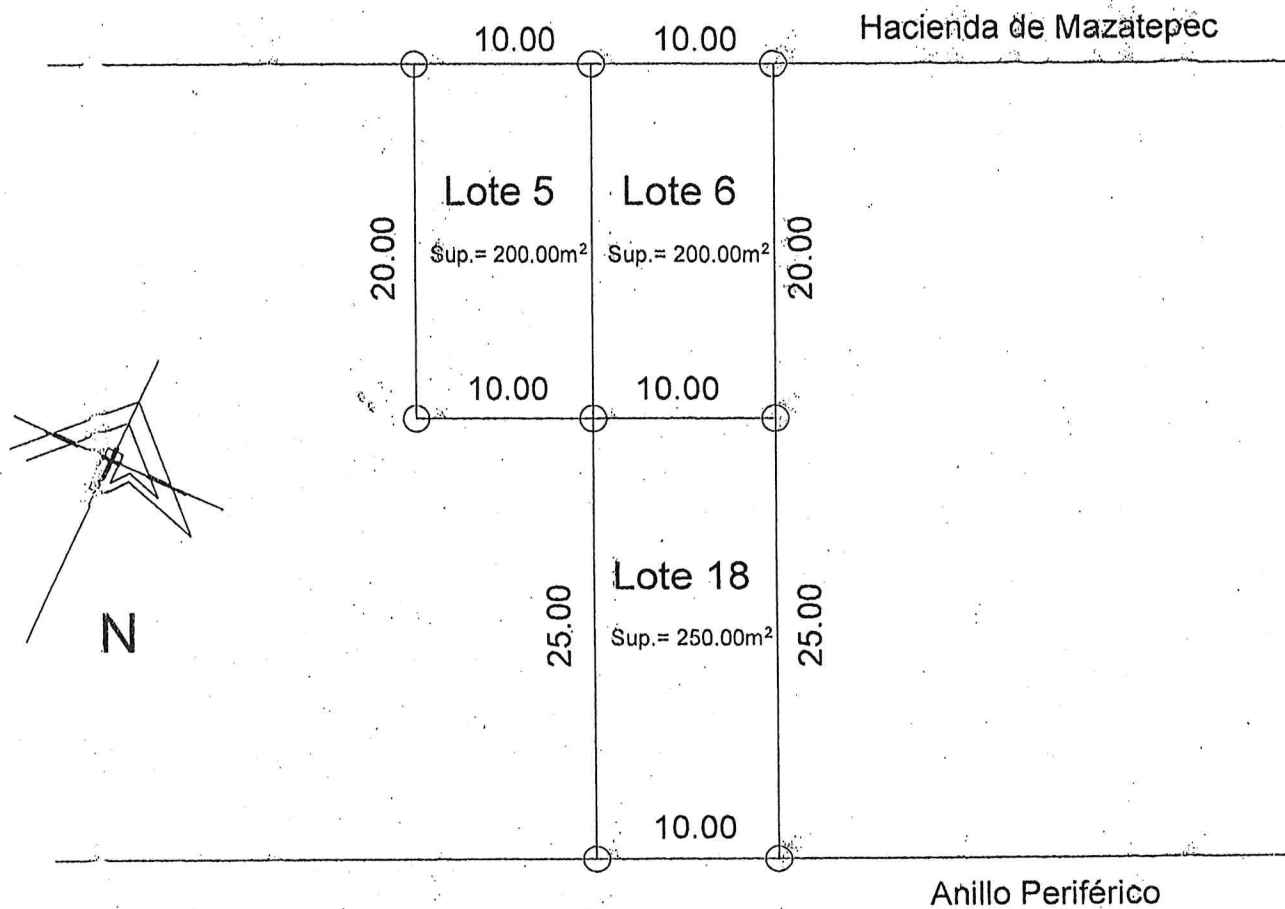 Hacienda de Mazatepec
10.00 10.00
Lote 5 Lote 6
Sup.= 200.00m² Sup.= 200.00m²
20.00 20.00
10.00 10.00
N
Lote 18
Sup.= 250.00m²
25.00 25.00
10.00
Anillo Periférico